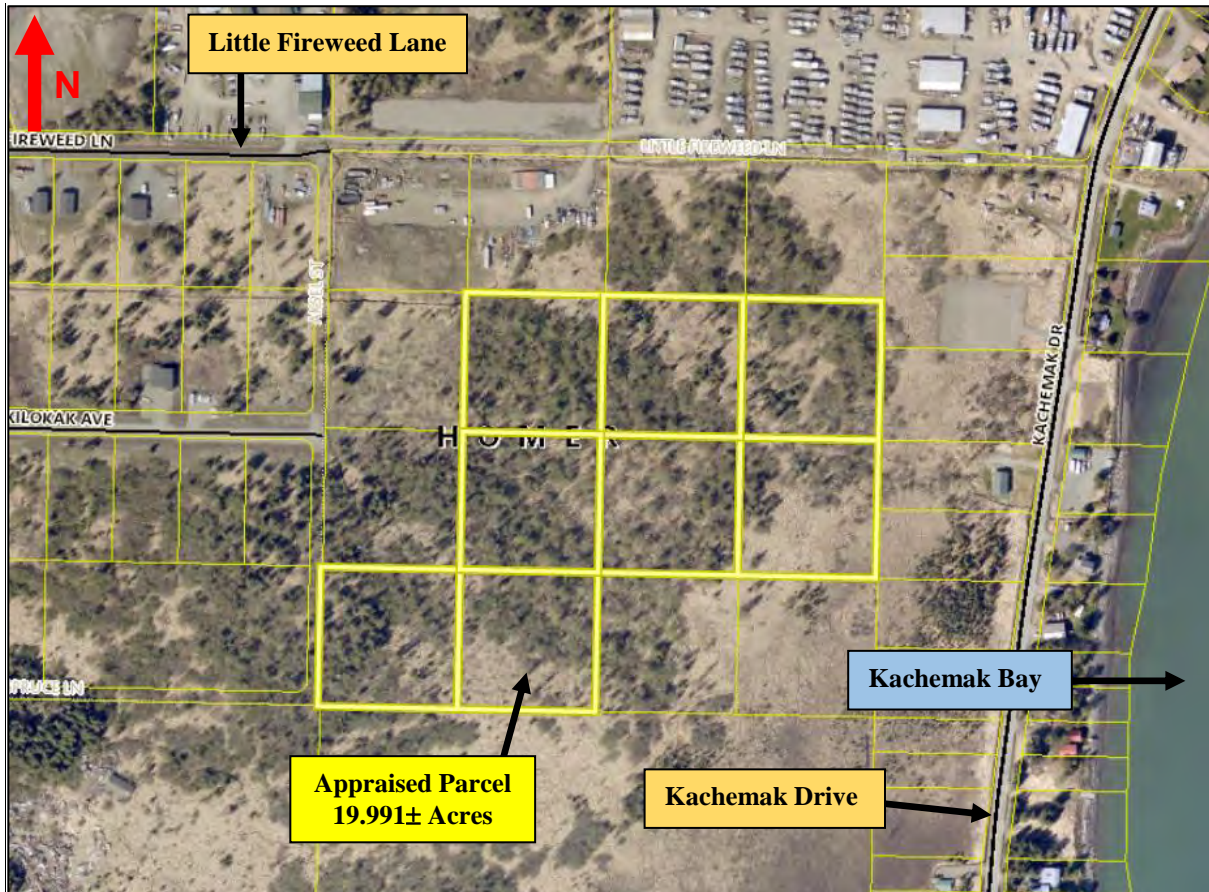 N
Little Fireweed Lane
FIREWEED LN
LITTLE FIREWEED LN
KACHEMAK DR
KILOKAK AVE
HOMER
SPRUCE LN
Kachemak Bay
Appraised Parcel
19.991± Acres
Kachemak Drive